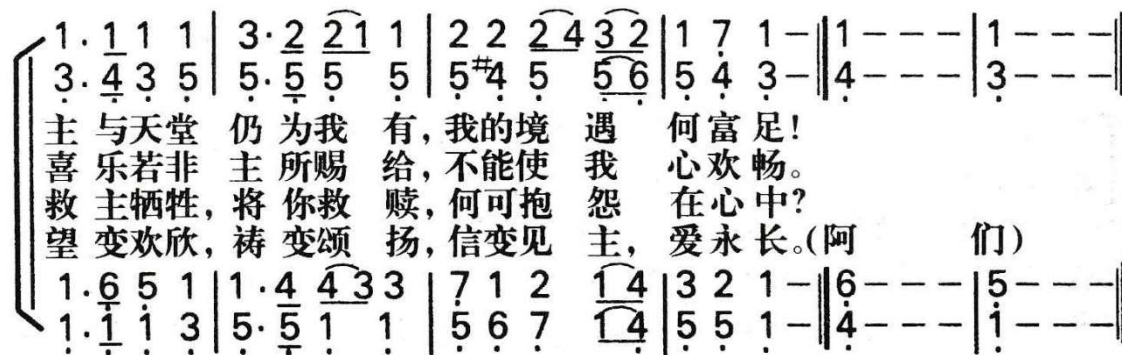 1·1 1 1 | 3·2 21 1 | 2 2 24 32 | 1 7 1 – ‖ 1 – – – | 1 – – – ‖
3·4 3 5 | 5·5 5 5 | 5 #4 5 56 | 5 4 3 – ‖ 4 – – – | 3 – – – ‖
主 与天堂 仍 为我 有,我的境 遇 何富足!
喜 乐若非 主 所赐 给,不能使 我 心欢畅。
救 主牺牲,将 你救 赎,何可抱 怨 在心中?
望 变欢欣,祷 变颂 扬,信变见 主, 爱永长。(阿 们)
1·6 5 1 | 1·4 43 3 | 7 1 2 14 | 3 2 1 – ‖ 6 – – – | 5 – – – ‖
1·1 1 3 | 5·5 1 1 | 5 6 7 14 | 5 5 1 – ‖ 4 – – – | 1 – – – ‖